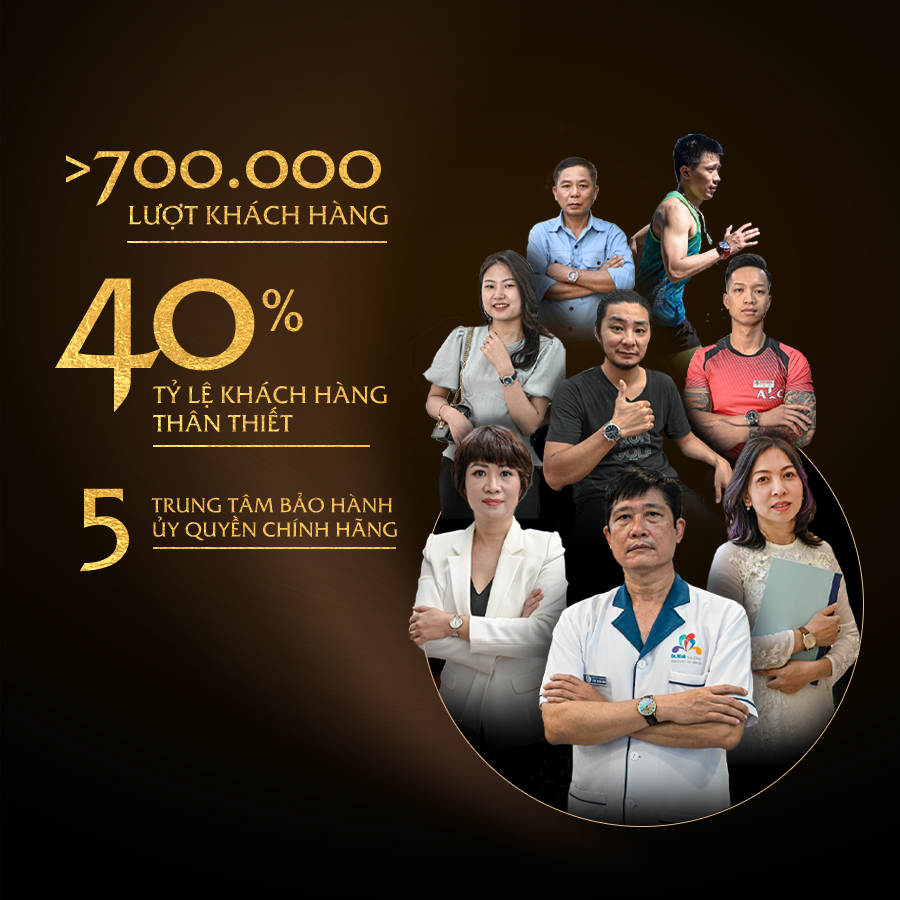 >700.000
LƯỢT KHÁCH HÀNG
40%
TỶ LỆ KHÁCH HÀNG
THÂN THIẾT
5
TRUNG TÂM BẢO HÀNH
ỦY QUYỀN CHÍNH HÃNG
GOLF